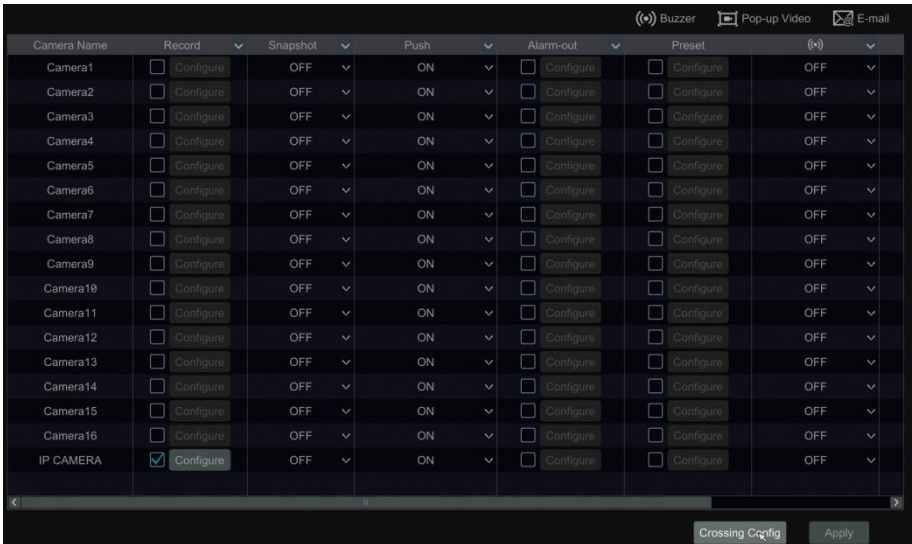 ((•)) Buzzer Pop-up Video E-mail
Camera Name Record Snapshot Push Alarm-out Preset ((•))
Camera1 Configure OFF ON Configure Configure OFF
Camera2 Configure OFF ON Configure Configure OFF
Camera3 Configure OFF ON Configure Configure OFF
Camera4 Configure OFF ON Configure Configure OFF
Camera5 Configure OFF ON Configure Configure OFF
Camera6 Configure OFF ON Configure Configure OFF
Camera7 Configure OFF ON Configure Configure OFF
Camera8 Configure OFF ON Configure Configure OFF
Camera9 Configure OFF ON Configure Configure OFF
Camera10 Configure OFF ON Configure Configure OFF
Camera11 Configure OFF ON Configure Configure OFF
Camera12 Configure OFF ON Configure Configure OFF
Camera13 Configure OFF ON Configure Configure OFF
Camera14 Configure OFF ON Configure Configure OFF
Camera15 Configure OFF ON Configure Configure OFF
Camera16 Configure OFF ON Configure Configure OFF
IP CAMERA Configure OFF ON Configure Configure OFF
Crossing Config Apply